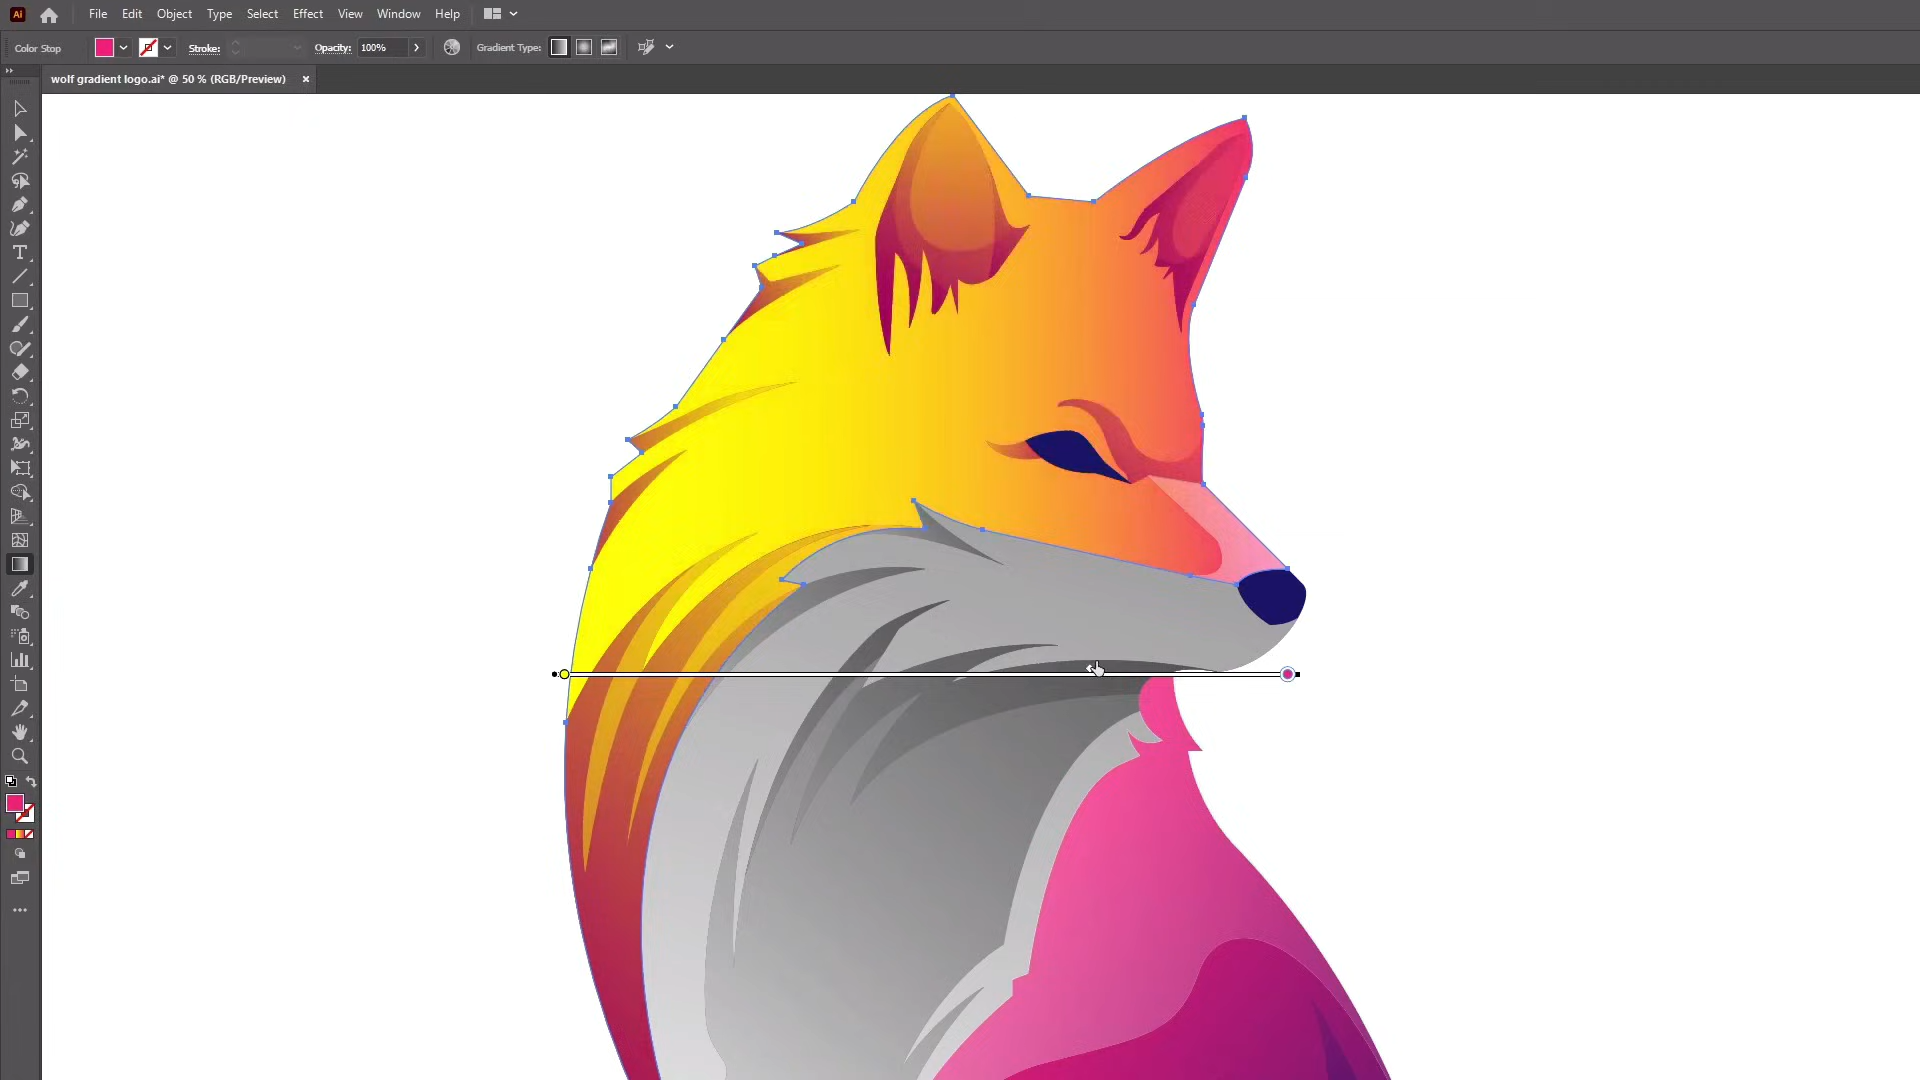 Ai File Edit Object Type Select Effect View Window Help
Color Stop Stroke: Opacity: 100% Gradient Type:
wolf gradient logo.ai* @ 50 % (RGB/Preview) ×
T